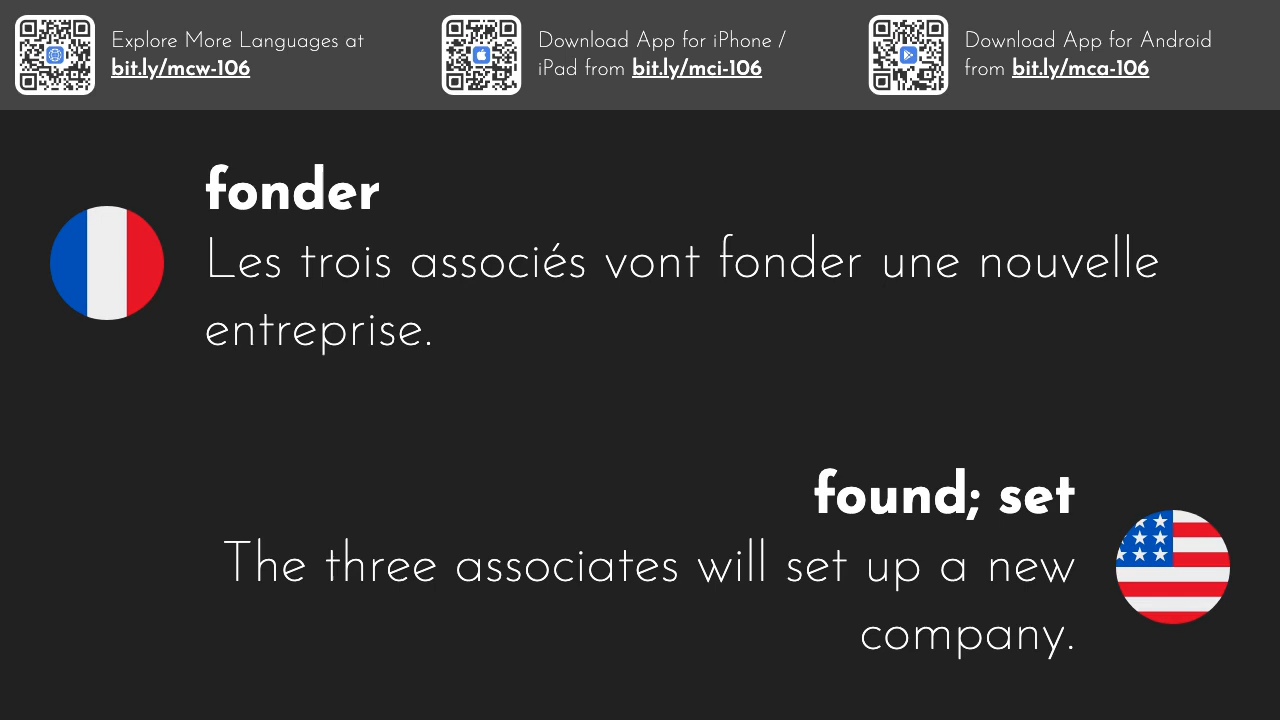 Explore More Languages at
bit.ly/mcw-106
Download App for iPhone /
iPad from bit.ly/mci-106
Download App for Android
from bit.ly/mca-106
fonder
Les trois associés vont fonder une nouvelle
entreprise.
found; set
The three associates will set up a new
company.